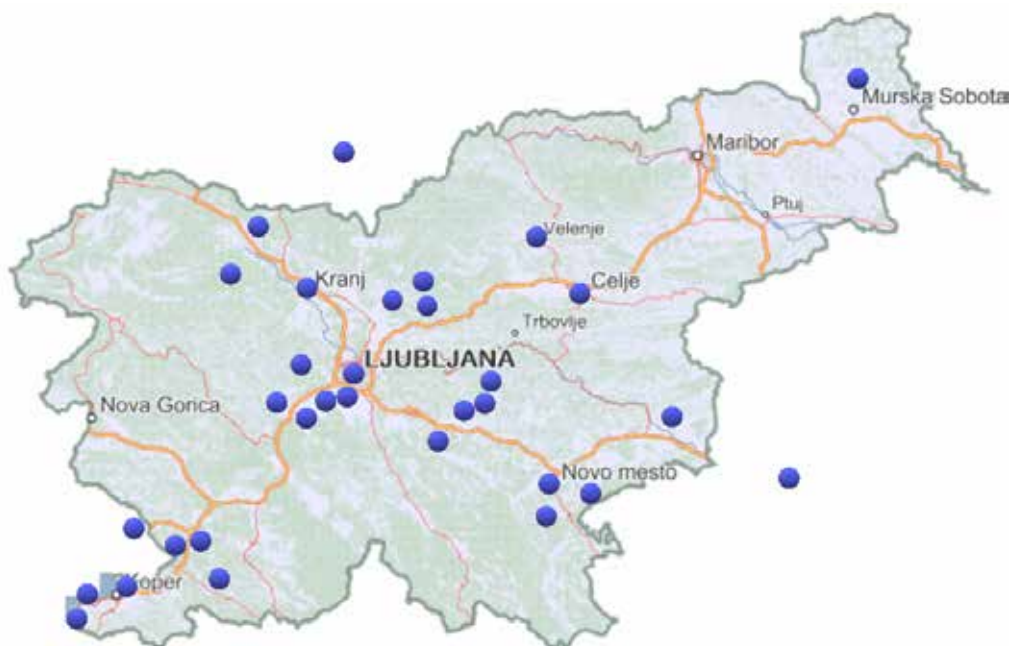 Murska Sobota
Maribor
Ptuj
Velenje
Kranj
Celje
Trbovlje
LJUBLJANA
Nova Gorica
Novo mesto
Koper